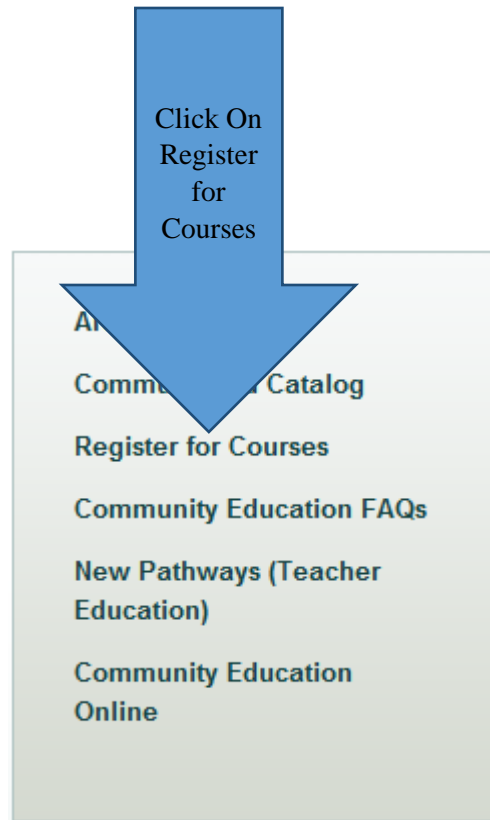 Click On
Register
for
Courses
Catalog
Register for Courses
Community Education FAQs
New Pathways (Teacher
Education)
Community Education
Online